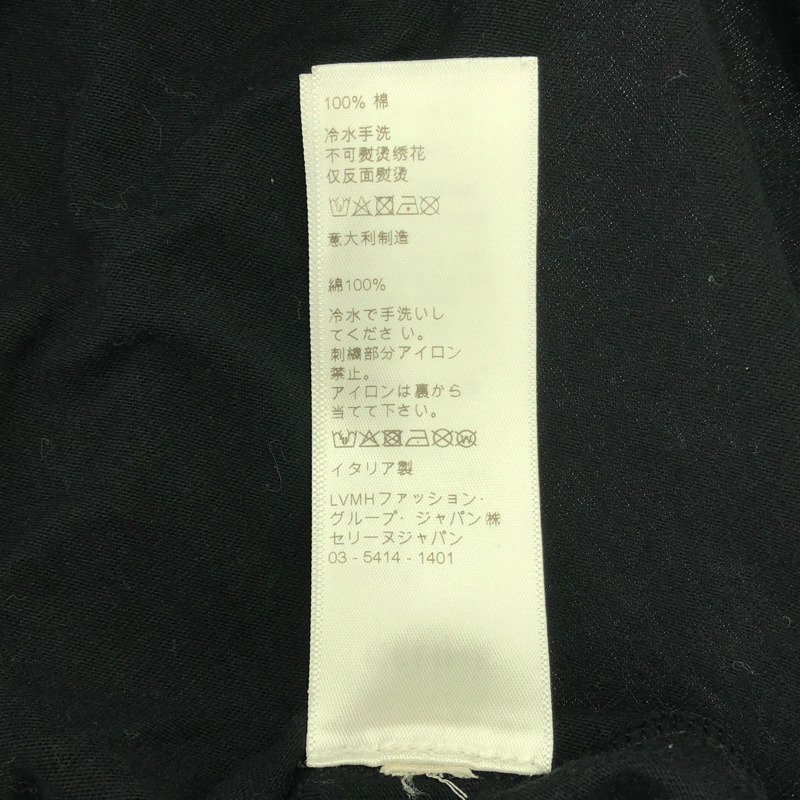 100% 棉
冷水手洗
不可熨烫绣花
仅反面熨烫
意大利制造
綿100%
冷水で手洗いし
てくださ い。
刺繍部分アイロン
禁止。
アイロンは裏から
当てて下さい。
イタリア製
LVMHファッション·
グループ· ジャパン㈱
セリーヌジャパン
03 - 5414 - 1401